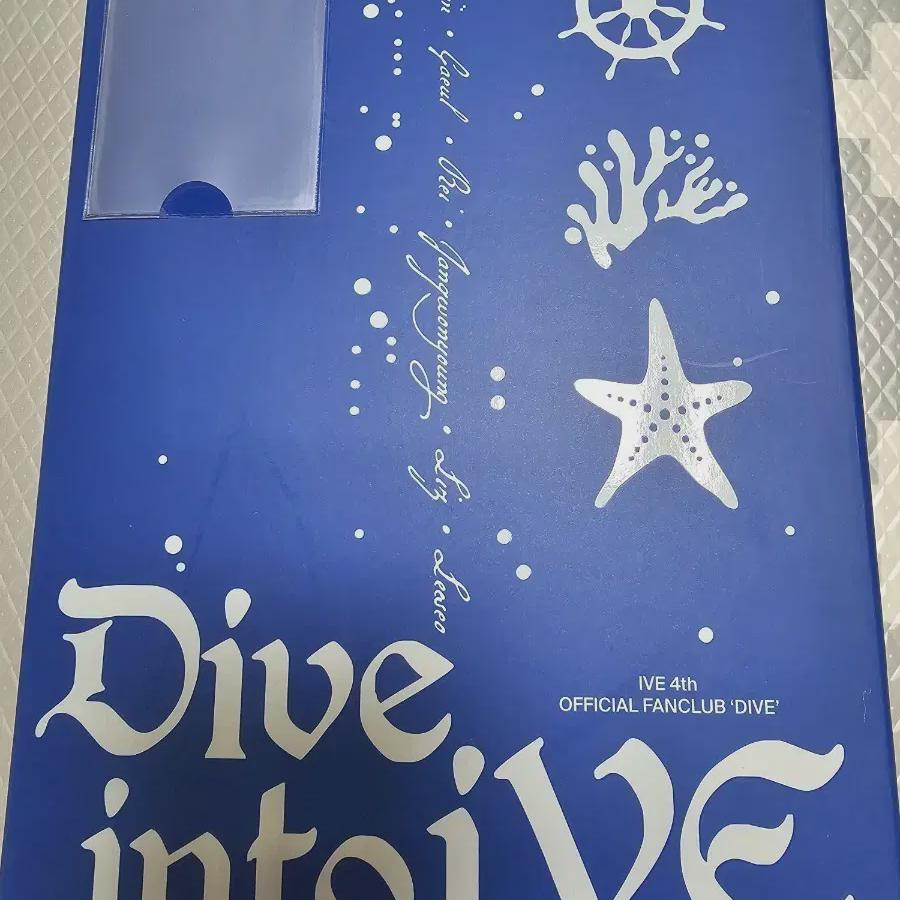 · Gaeul · Rei · Jangwonyoung · Liz · Leeseo
IVE 4th
OFFICIAL FANCLUB ‘DIVE’
Dive
into IVE